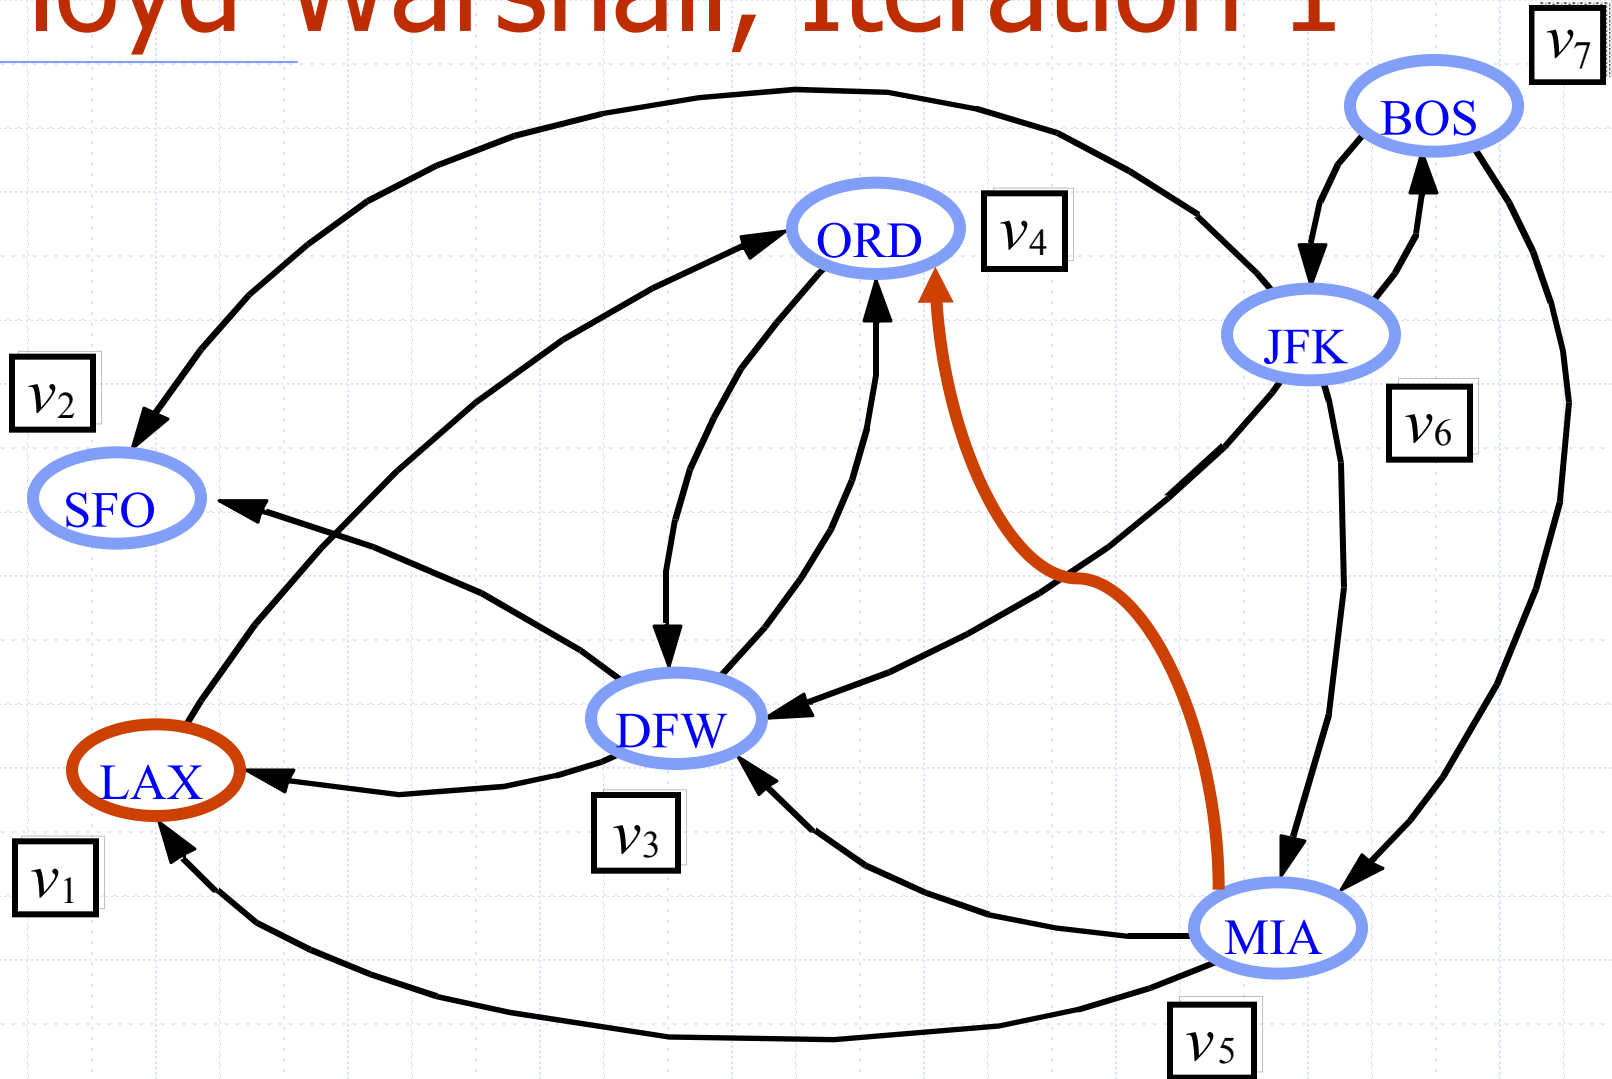 loyd Warshall, Iteration 1
v7
BOS
ORD
v4
JFK
v2
v6
SFO
DFW
LAX
v3
v1
MIA
v5